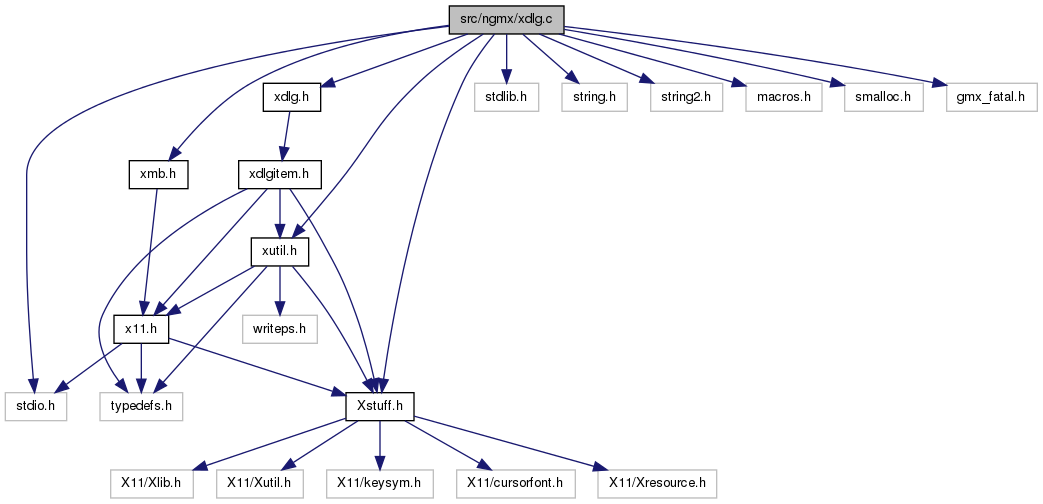 src/ngmx/xdlg.c
xdlg.h
stdlib.h
string.h
string2.h
macros.h
smalloc.h
gmx_fatal.h
xmb.h
xdlgitem.h
xutil.h
x11.h
writeps.h
stdio.h
typedefs.h
Xstuff.h
X11/Xlib.h
X11/Xutil.h
X11/keysym.h
X11/cursorfont.h
X11/Xresource.h